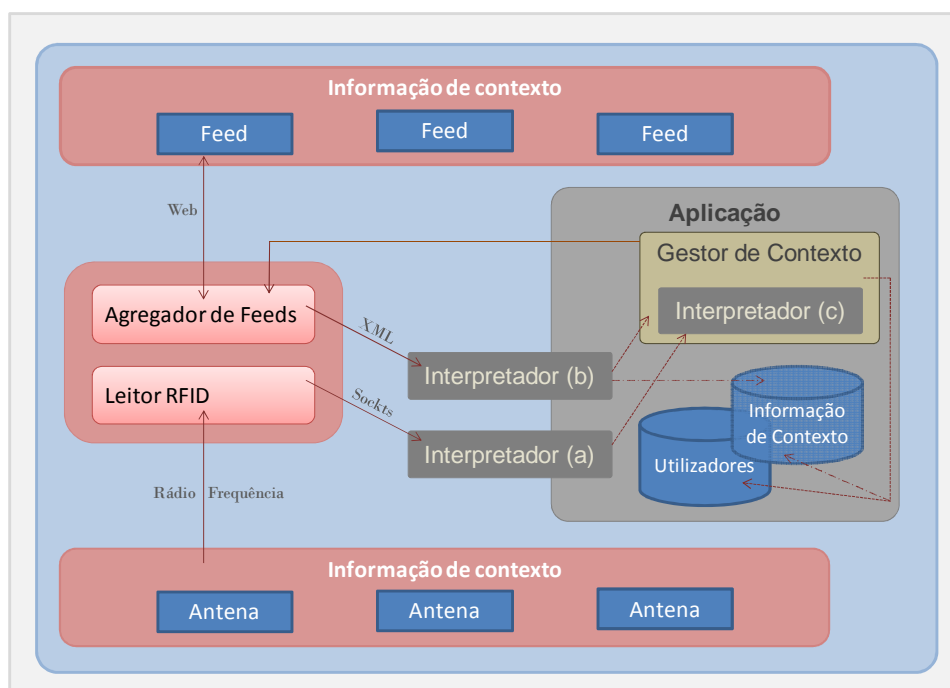 Informação de contexto
Feed
Feed
Feed
Web
Aplicação
Gestor de Contexto
Interpretador (c)
Agregador de Feeds
XML
Interpretador (b)
Leitor RFID
Sockts
Interpretador (a)
Informação
de Contexto
Utilizadores
Rádio Frequência
Informação de contexto
Antena
Antena
Antena